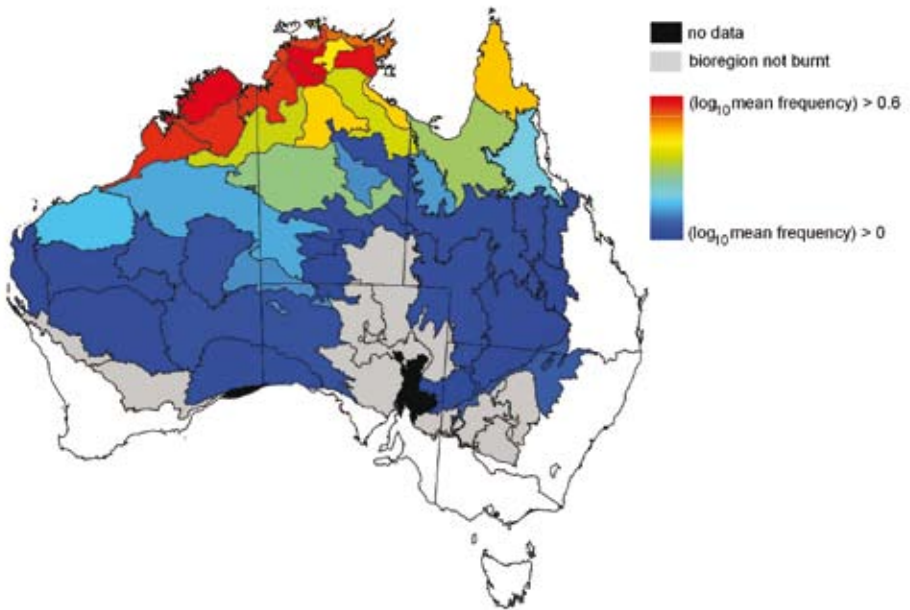 no data
bioregion not burnt
(log₁₀mean frequency) > 0.6
(log₁₀mean frequency) > 0